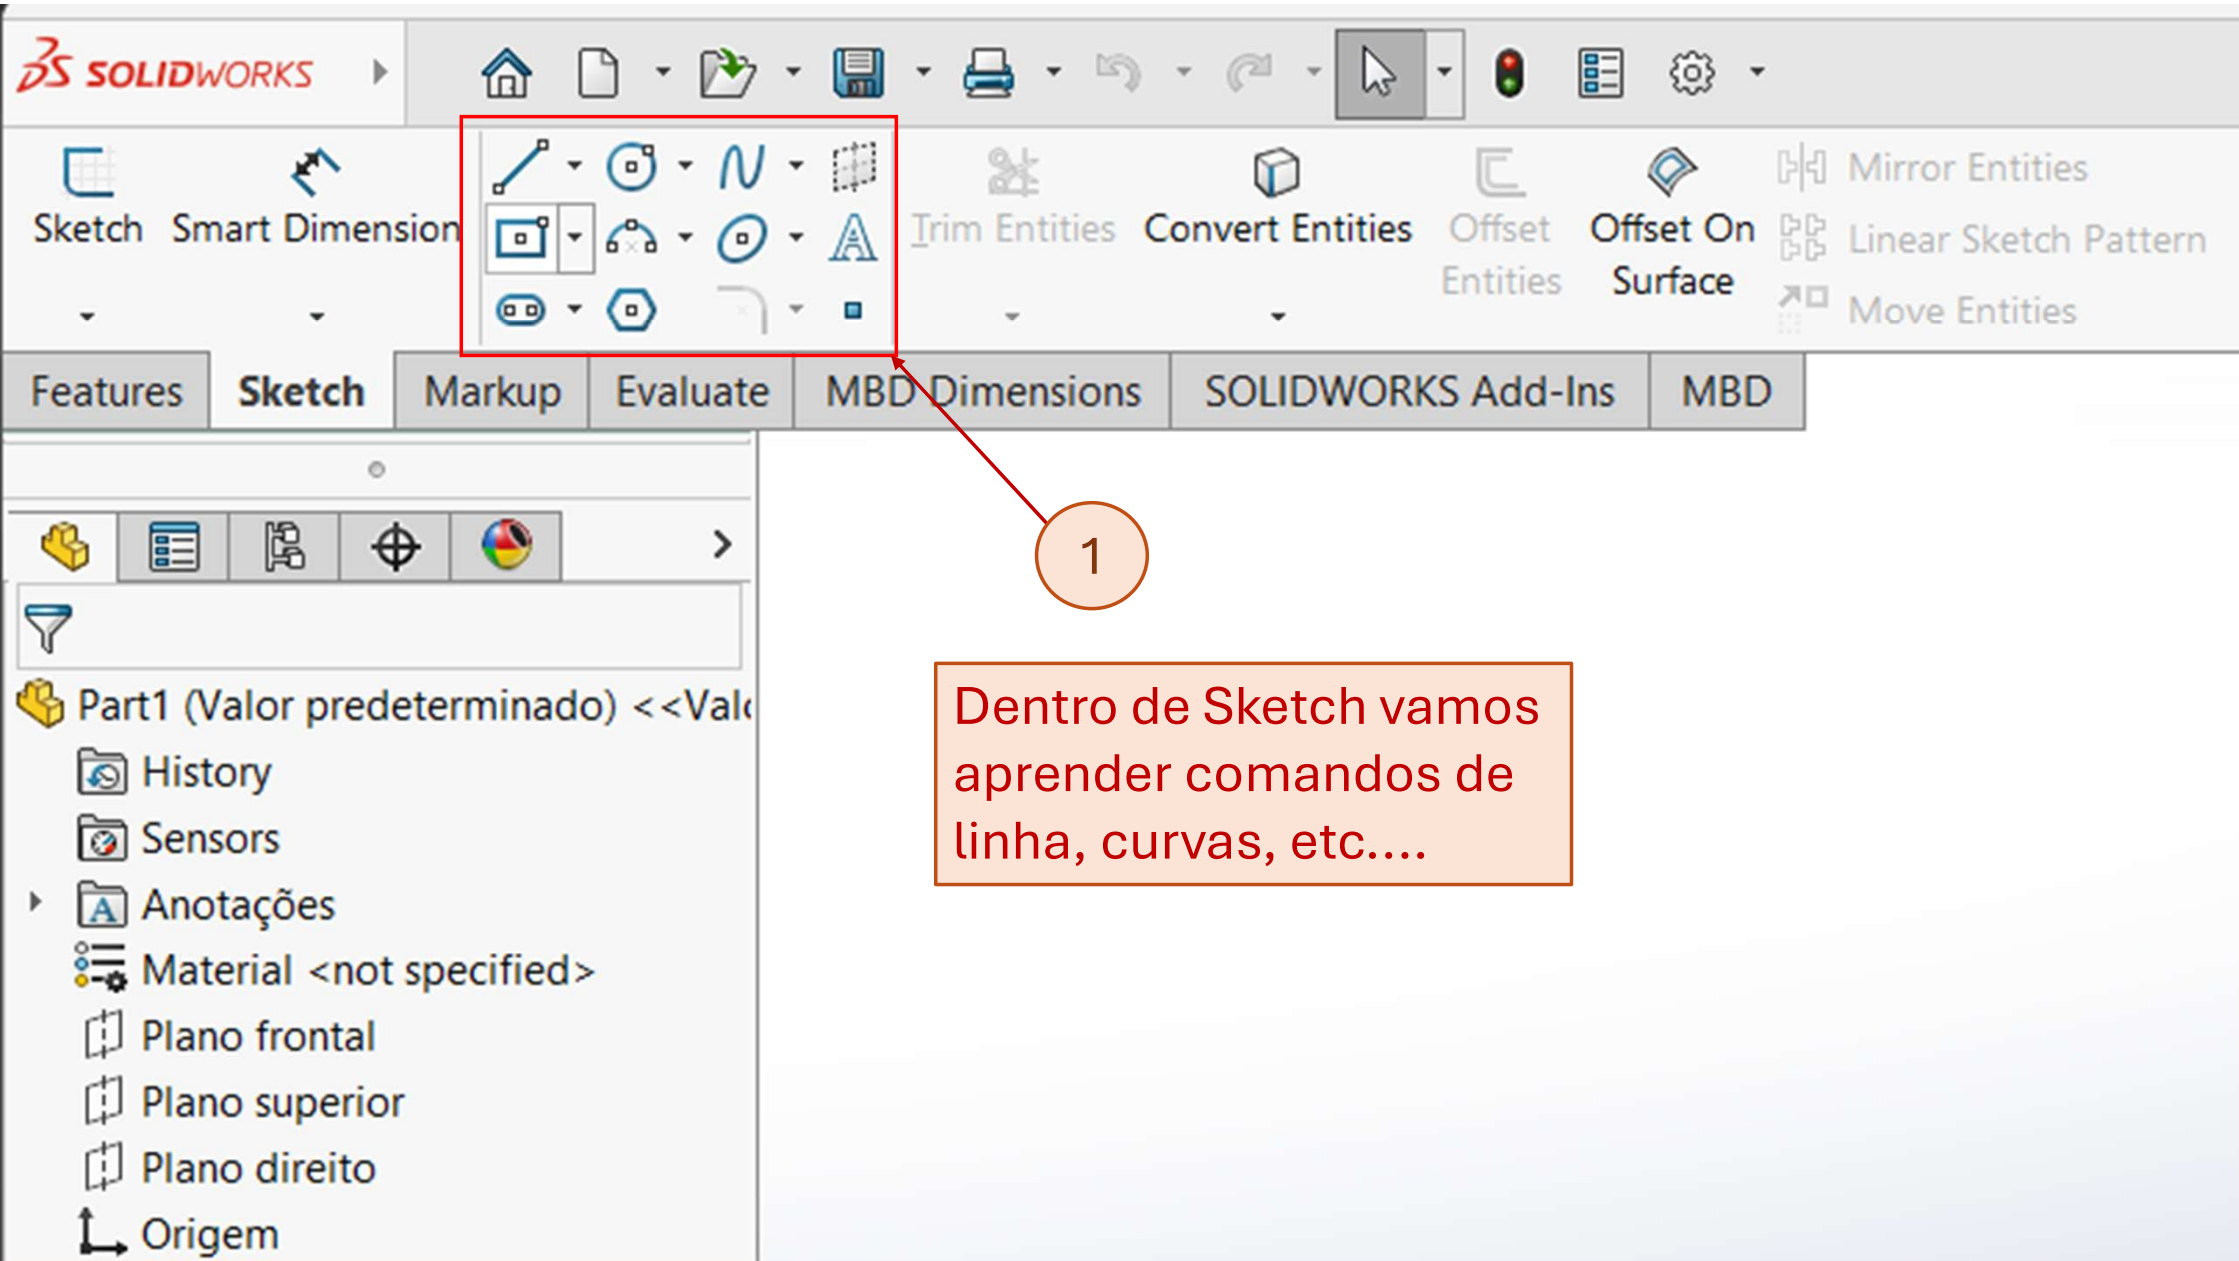 SOLIDWORKS
Sketch
Smart Dimension
Trim Entities
Convert Entities
Offset
Entities
Offset On
Surface
Mirror Entities
Linear Sketch Pattern
Move Entities
Features
Sketch
Markup
Evaluate
MBD Dimensions
SOLIDWORKS Add-Ins
MBD
1
Dentro de Sketch vamos
aprender comandos de
linha, curvas, etc....
Part1 (Valor predeterminado) <<Valo
History
Sensors
Anotações
Material <not specified>
Plano frontal
Plano superior
Plano direito
Origem